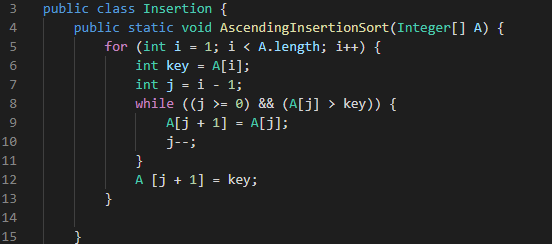 3 public class Insertion {
4 public static void AscendingInsertionSort(Integer[] A) {
5 for (int i = 1; i < A.length; i++) {
6 int key = A[i];
7 int j = i - 1;
8 while ((j >= 0) && (A[j] > key)) {
9 A[j + 1] = A[j];
10 j--;
11 }
12 A [j + 1] = key;
13 }
14
15 }